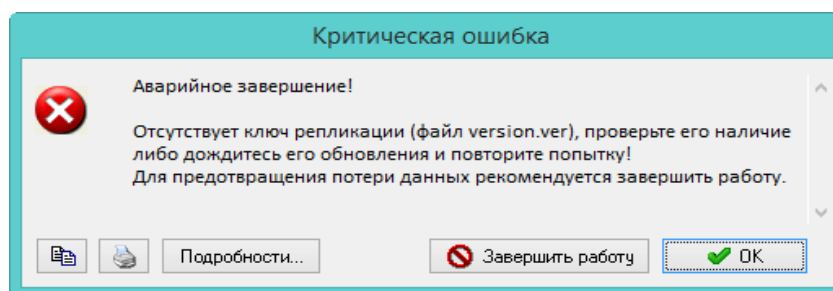 Критическая ошибка
Аварийное завершение!
Отсутствует ключ репликации (файл version.ver), проверьте его наличие
либо дождитесь его обновления и повторите попытку!
Для предотвращения потери данных рекомендуется завершить работу.
Подробности...
Завершить работу
OK